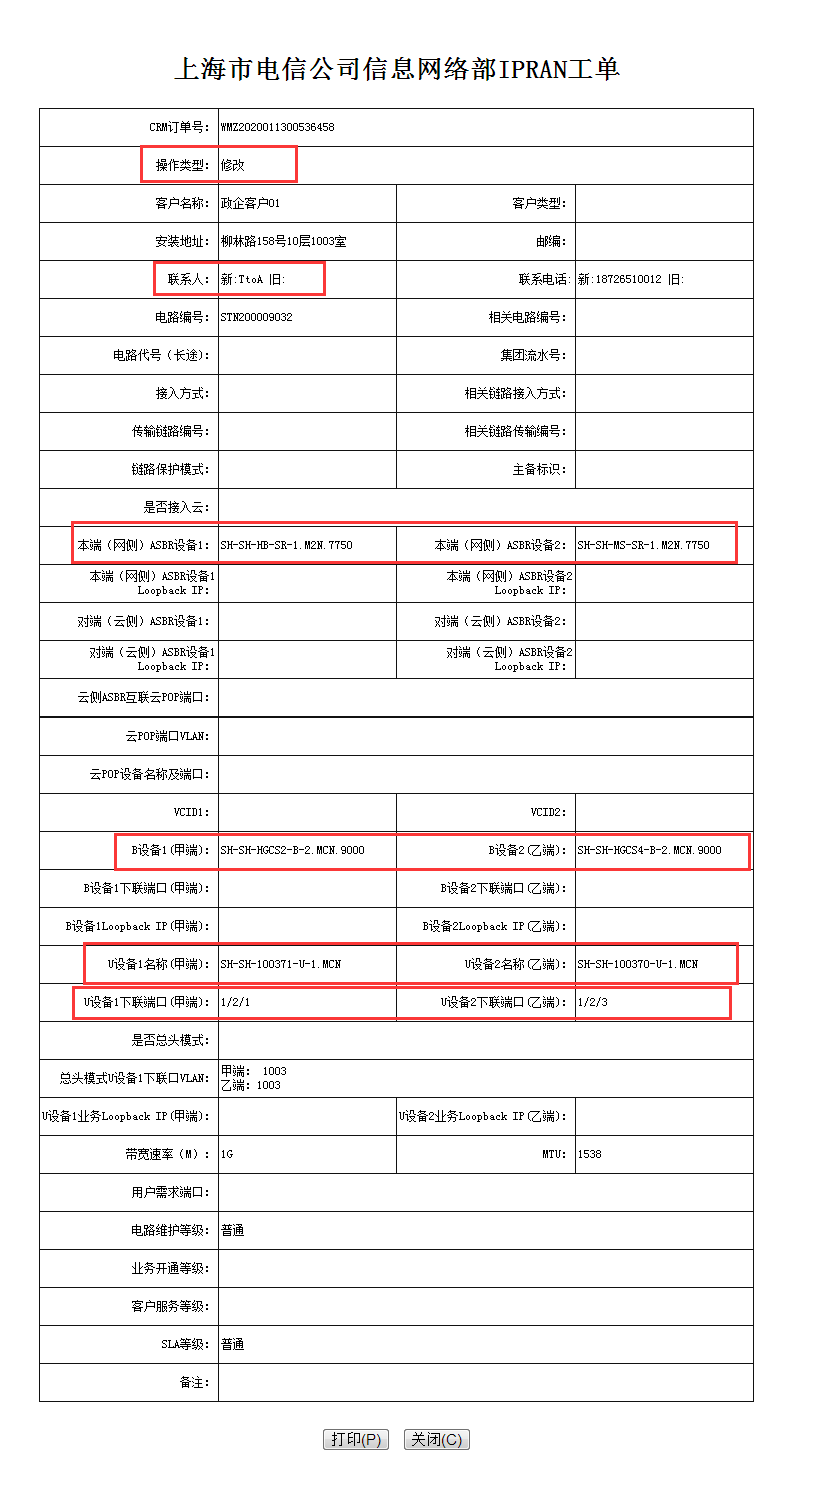 上海市电信公司信息网络部IPRAN工单
CRM订单号： WMZ2020011300536458
操作类型： 修改
客户名称： 政企客户01 客户类型：
安装地址： 柳林路158号10层1003室 邮编：
联系人： 新:TtoA 旧: 联系电话: 新:18726510012 旧:
电路编号： STN200009032 相关电路编号：
电路代号（长途）： 集团流水号：
接入方式： 相关链路接入方式：
传输链路编号： 相关链路传输编号：
链路保护模式： 主备标识：
是否接入云：
本端（网侧）ASBR设备1： SH-SH-HB-SR-1.M2N.7750 本端（网侧）ASBR设备2： SH-SH-MS-SR-1.M2N.7750
本端（网侧）ASBR设备1 本端（网侧）ASBR设备2
Loopback IP： Loopback IP：
对端（云侧）ASBR设备1： 对端（云侧）ASBR设备2：
对端（云侧）ASBR设备1 对端（云侧）ASBR设备2
Loopback IP： Loopback IP：
云侧ASBR互联云POP端口：
云POP端口VLAN：
云POP设备名称及端口：
VCID1： VCID2：
B设备1(甲端)： SH-SH-HGCS2-B-2.MCN.9000 B设备2(乙端)： SH-SH-HGCS4-B-2.MCN.9000
B设备1下联端口(甲端)： B设备2下联端口(乙端)：
B设备1Loopback IP(甲端)： B设备2Loopback IP(乙端)：
U设备1名称(甲端)： SH-SH-100371-U-1.MCN U设备2名称(乙端)： SH-SH-100370-U-1.MCN
U设备1下联端口(甲端)： 1/2/1 U设备2下联端口(乙端)： 1/2/3
是否总头模式：
总头模式U设备1下联口VLAN： 甲端： 1003
乙端：1003
U设备1业务Loopback IP(甲端)： U设备2业务Loopback IP(乙端)：
带宽速率（M）： 1G MTU： 1538
用户需求端口：
电路维护等级： 普通
业务开通等级：
客户服务等级：
SLA等级： 普通
备注：
打印(P) 关闭(C)